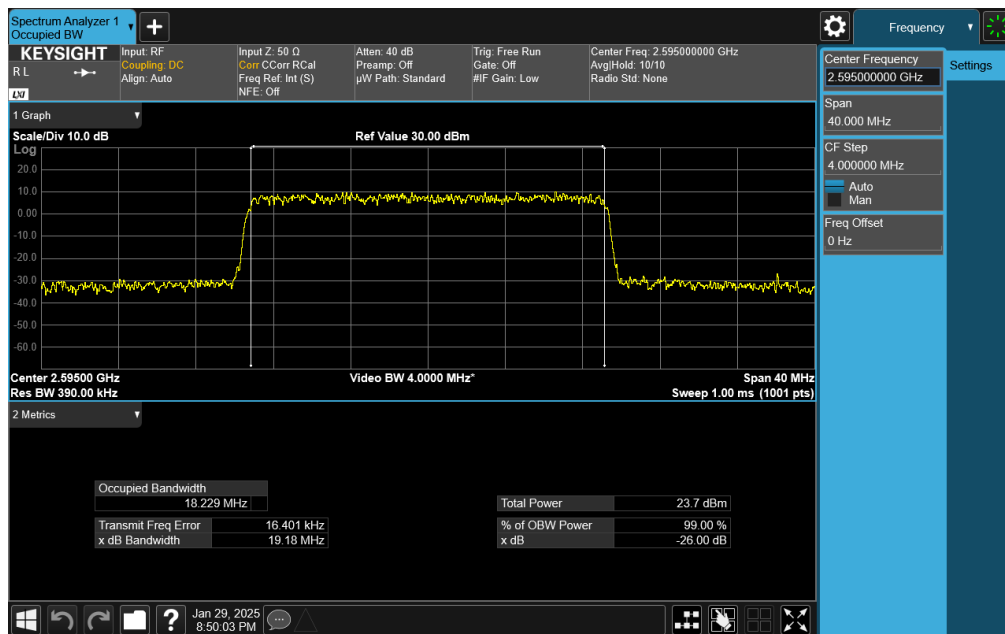 Spectrum Analyzer 1
Occupied BW
Frequency
KEYSIGHT
R L
LXI
Input: RF
Coupling: DC
Align: Auto
Input Z: 50 Ω
Corr CCorr RCal
Freq Ref: Int (S)
NFE: Off
Atten: 40 dB
Preamp: Off
µW Path: Standard
Trig: Free Run
Gate: Off
#IF Gain: Low
Center Freq: 2.595000000 GHz
Avg|Hold: 10/10
Radio Std: None
Center Frequency
2.595000000 GHz
Settings
Span
40.000 MHz
CF Step
4.000000 MHz
Auto
Man
Freq Offset
0 Hz
1 Graph
Scale/Div 10.0 dB
Ref Value 30.00 dBm
Log
20.0
10.0
0.00
-10.0
-20.0
-30.0
-40.0
-50.0
-60.0
Center 2.59500 GHz
Video BW 4.0000 MHz*
Span 40 MHz
Res BW 390.00 kHz
Sweep 1.00 ms (1001 pts)
2 Metrics
Occupied Bandwidth
18.229 MHz
Total Power 23.7 dBm
Transmit Freq Error 16.401 kHz
% of OBW Power 99.00 %
x dB Bandwidth 19.18 MHz
x dB -26.00 dB
?
Jan 29, 2025
8:50:03 PM